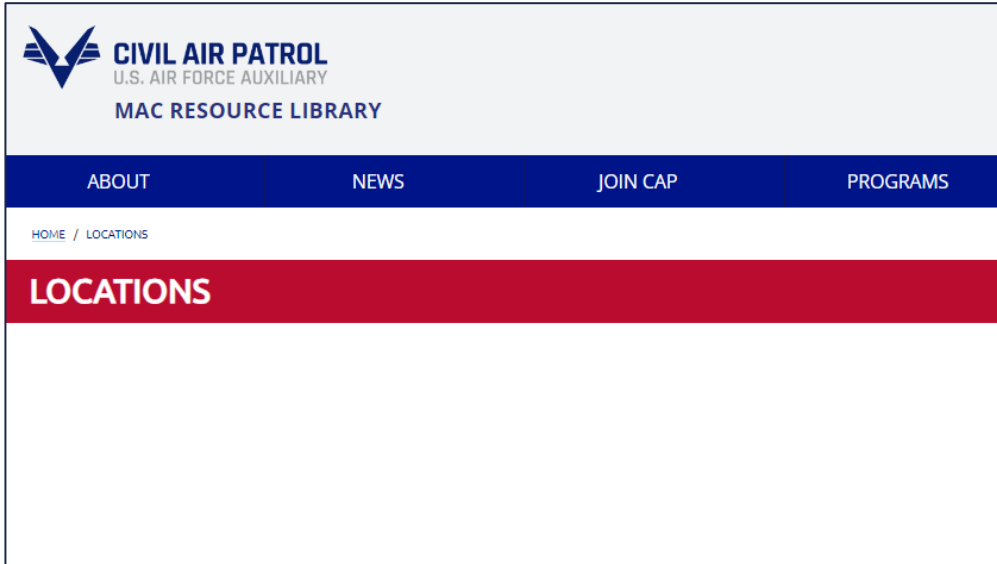 CIVIL AIR PATROL
U.S. AIR FORCE AUXILIARY
MAC RESOURCE LIBRARY
ABOUT NEWS JOIN CAP PROGRAMS
HOME / LOCATIONS
LOCATIONS